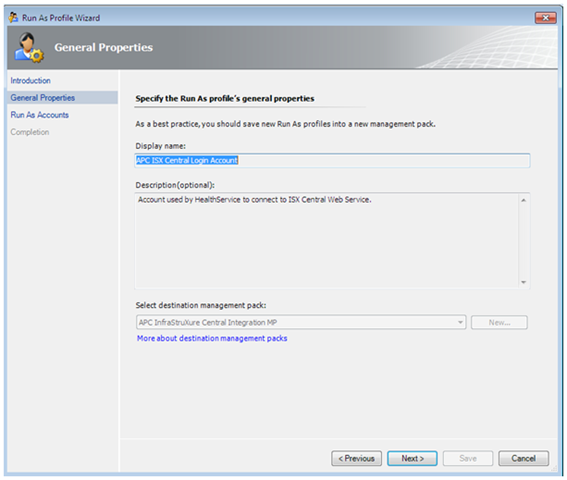 Run As Profile Wizard
General Properties
Introduction
General Properties
Run As Accounts
Completion
Specify the Run As profile's general properties
As a best practice, you should save new Run As profiles into a new management pack.
Display name:
APC ISX Central Login Account
Description(optional):
Account used by HealthService to connect to ISX Central Web Service.
Select destination management pack:
APC InfraStruXure Central Integration MP
New...
More about destination management packs
< Previous
Next >
Save
Cancel